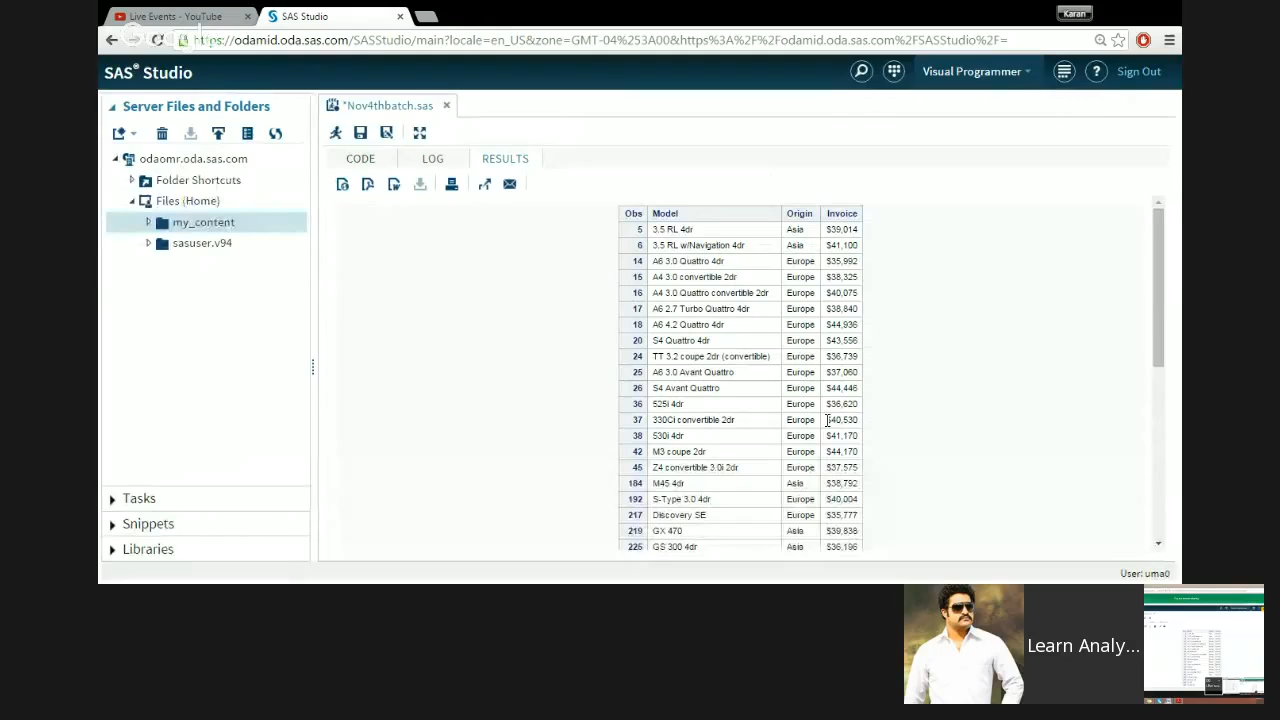 Live Events - YouTube
SAS Studio
Karan
https://odamid.oda.sas.com/SASStudio/main?locale=en_US&zone=GMT-04%253A00&https%3A%2F%2Fodamid.oda.sas.com%2FSASStudio%2F=
SAS® Studio
Visual Programmer
Sign Out
Server Files and Folders
odaomr.oda.sas.com
Folder Shortcuts
Files (Home)
my_content
sasuser.v94
Tasks
Snippets
Libraries
*Nov4thbatch.sas
CODE LOG RESULTS
Obs Model Origin Invoice
5 3.5 RL 4dr Asia $39,014
6 3.5 RL w/Navigation 4dr Asia $41,100
14 A6 3.0 Quattro 4dr Europe $35,992
15 A4 3.0 convertible 2dr Europe $38,325
16 A4 3.0 Quattro convertible 2dr Europe $40,075
17 A6 2.7 Turbo Quattro 4dr Europe $38,840
18 A6 4.2 Quattro 4dr Europe $44,936
20 S4 Quattro 4dr Europe $43,556
24 TT 3.2 coupe 2dr (convertible) Europe $36,739
25 A6 3.0 Avant Quattro Europe $37,060
26 S4 Avant Quattro Europe $44,446
36 525i 4dr Europe $36,620
37 330Ci convertible 2dr Europe $40,530
38 530i 4dr Europe $41,170
42 M3 coupe 2dr Europe $44,170
45 Z4 convertible 3.0i 2dr Europe $37,575
184 M45 4dr Asia $38,792
192 S-Type 3.0 4dr Europe $40,004
217 Discovery SE Europe $35,777
219 GX 470 Asia $39,838
225 GS 300 4dr Asia $36,196
User: uma0
Learn Anay...